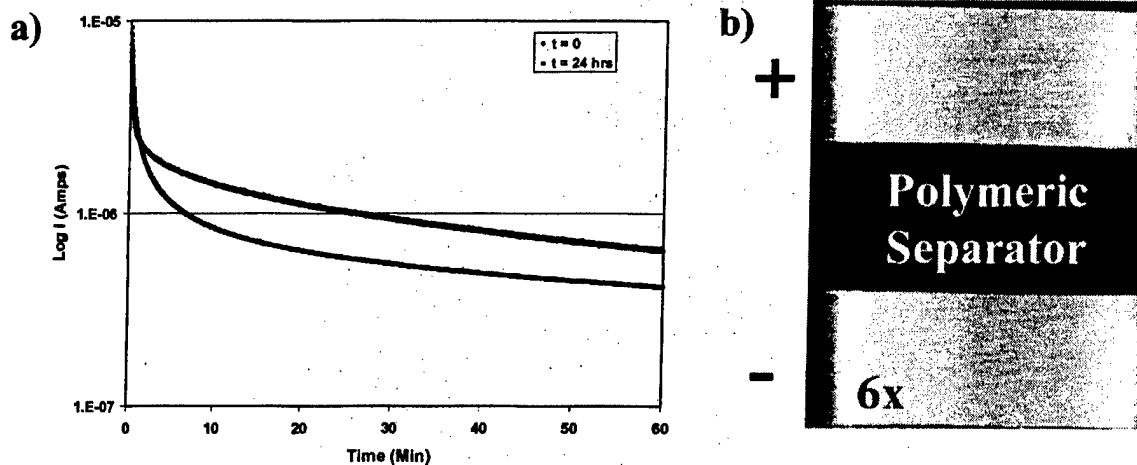 a)
1.E-05
• t = 0
• t = 24 hrs
1.E-06
1.E-07
Log I (Amps)
0 10 20 30 40 50 60
Time (Min)
b)
+
Polymeric
Separator
-
6x